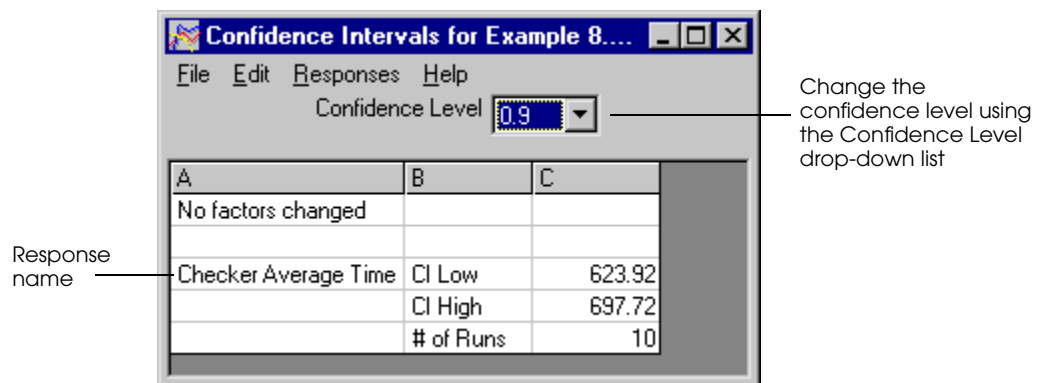 Confidence Intervals for Example 8....
File Edit Responses Help
Confidence Level 0.9
Change the
confidence level using
the Confidence Level
drop-down list
A B C
No factors changed
Response
name
Checker Average Time CI Low 623.92
CI High 697.72
# of Runs 10